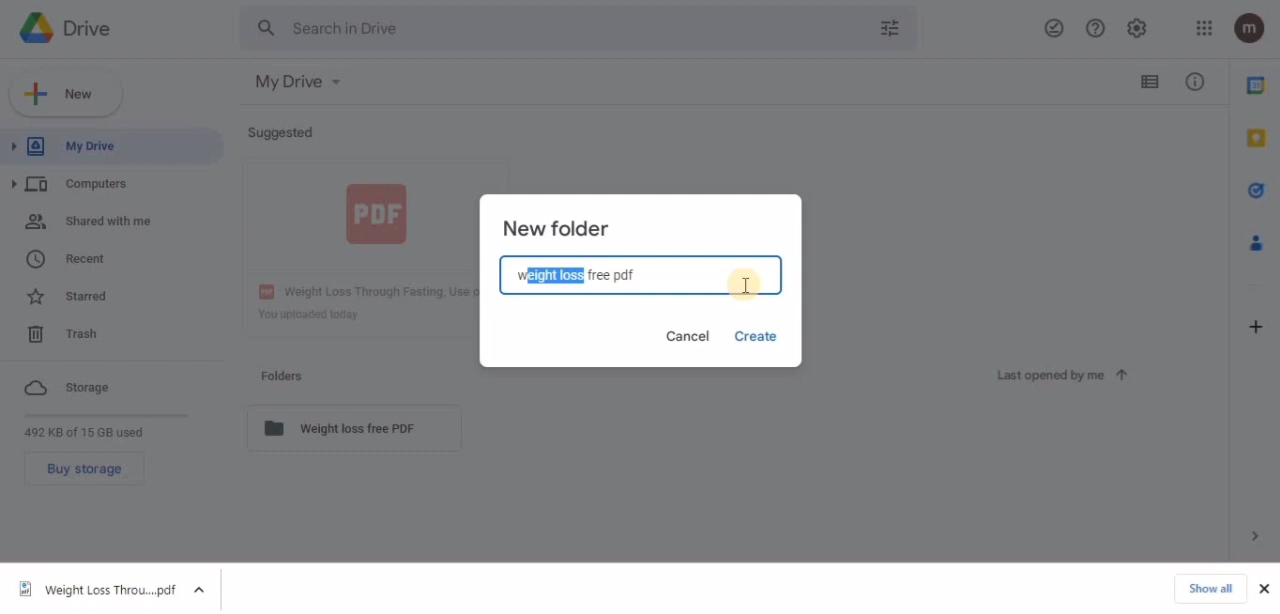 Drive
Search in Drive
m
New
My Drive
My Drive
Computers
Shared with me
Recent
Starred
Trash
Storage
492 KB of 15 GB used
Buy storage
Suggested
PDF
PDF
Weight Loss Through Fasting, Use o
You uploaded today
New folder
weight loss free pdf
Cancel
Create
Folders
Last opened by me
Weight loss free PDF
Weight Loss Throu....pdf
Show all